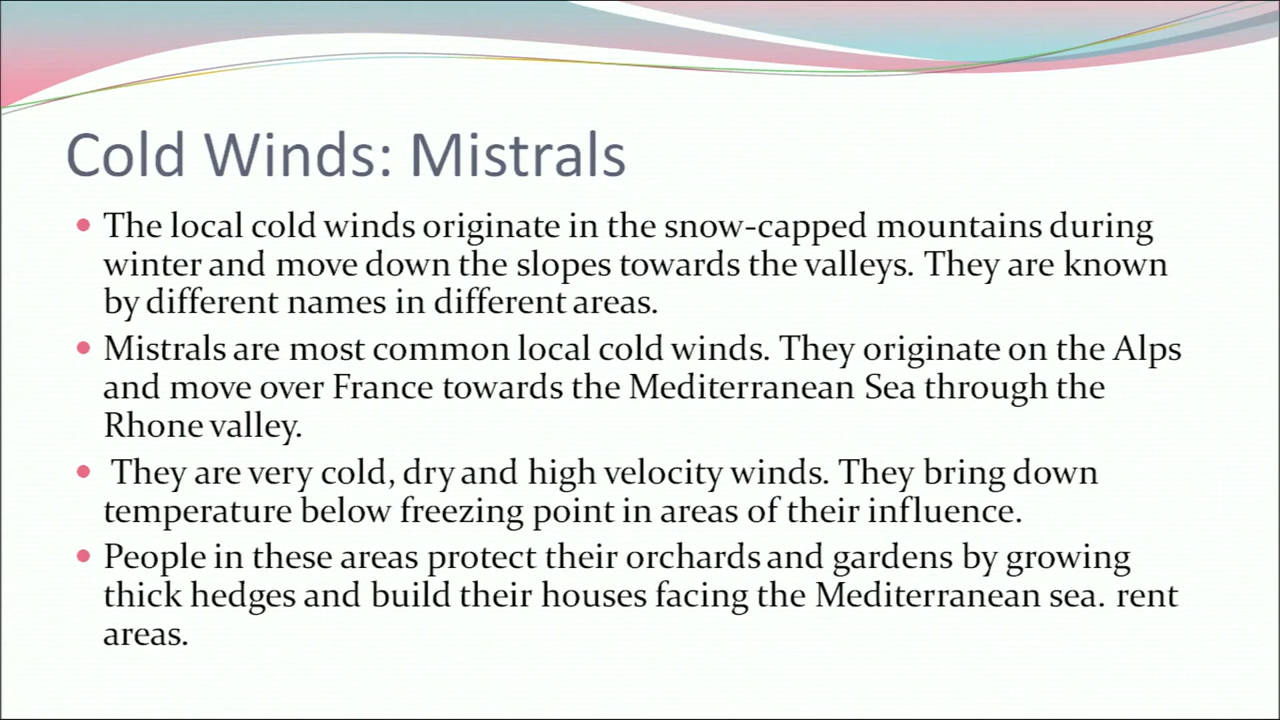 Cold Winds: Mistrals
• The local cold winds originate in the snow-capped mountains during
winter and move down the slopes towards the valleys. They are known
by different names in different areas.
• Mistrals are most common local cold winds. They originate on the Alps
and move over France towards the Mediterranean Sea through the
Rhone valley.
• They are very cold, dry and high velocity winds. They bring down
temperature below freezing point in areas of their influence.
• People in these areas protect their orchards and gardens by growing
thick hedges and build their houses facing the Mediterranean sea. rent
areas.